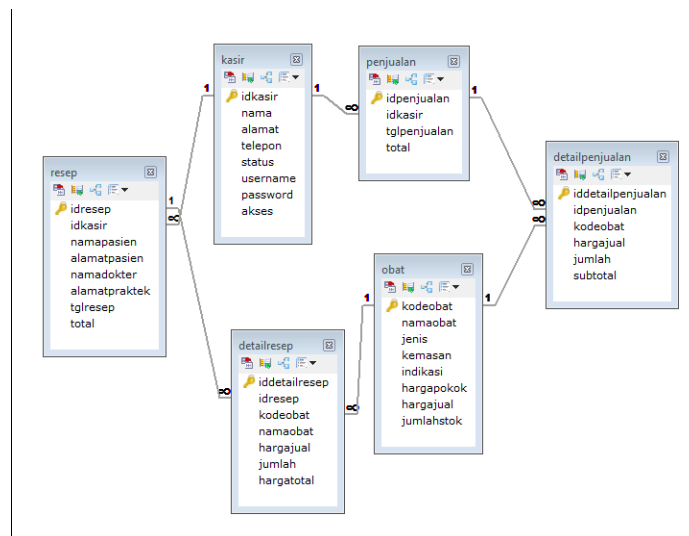 kasir
idkasir
nama
alamat
telepon
status
username
password
akses
penjualan
idpenjualan
idkasir
tglpenjualan
total
detailpenjualan
iddetailpenjualan
idpenjualan
kodeobat
hargajual
jumlah
subtotal
resep
idresep
idkasir
namapasien
alamatpasien
namadokter
alamatpraktek
tglresep
total
obat
kodeobat
namaobat
jenis
kemasan
indikasi
hargapokok
hargajual
jumlahstok
detailresep
iddetailresep
idresep
kodeobat
namaobat
hargajual
jumlah
hargatotal
1
1
∞
1
∞
∞
1
∞
∞
1
∞
1